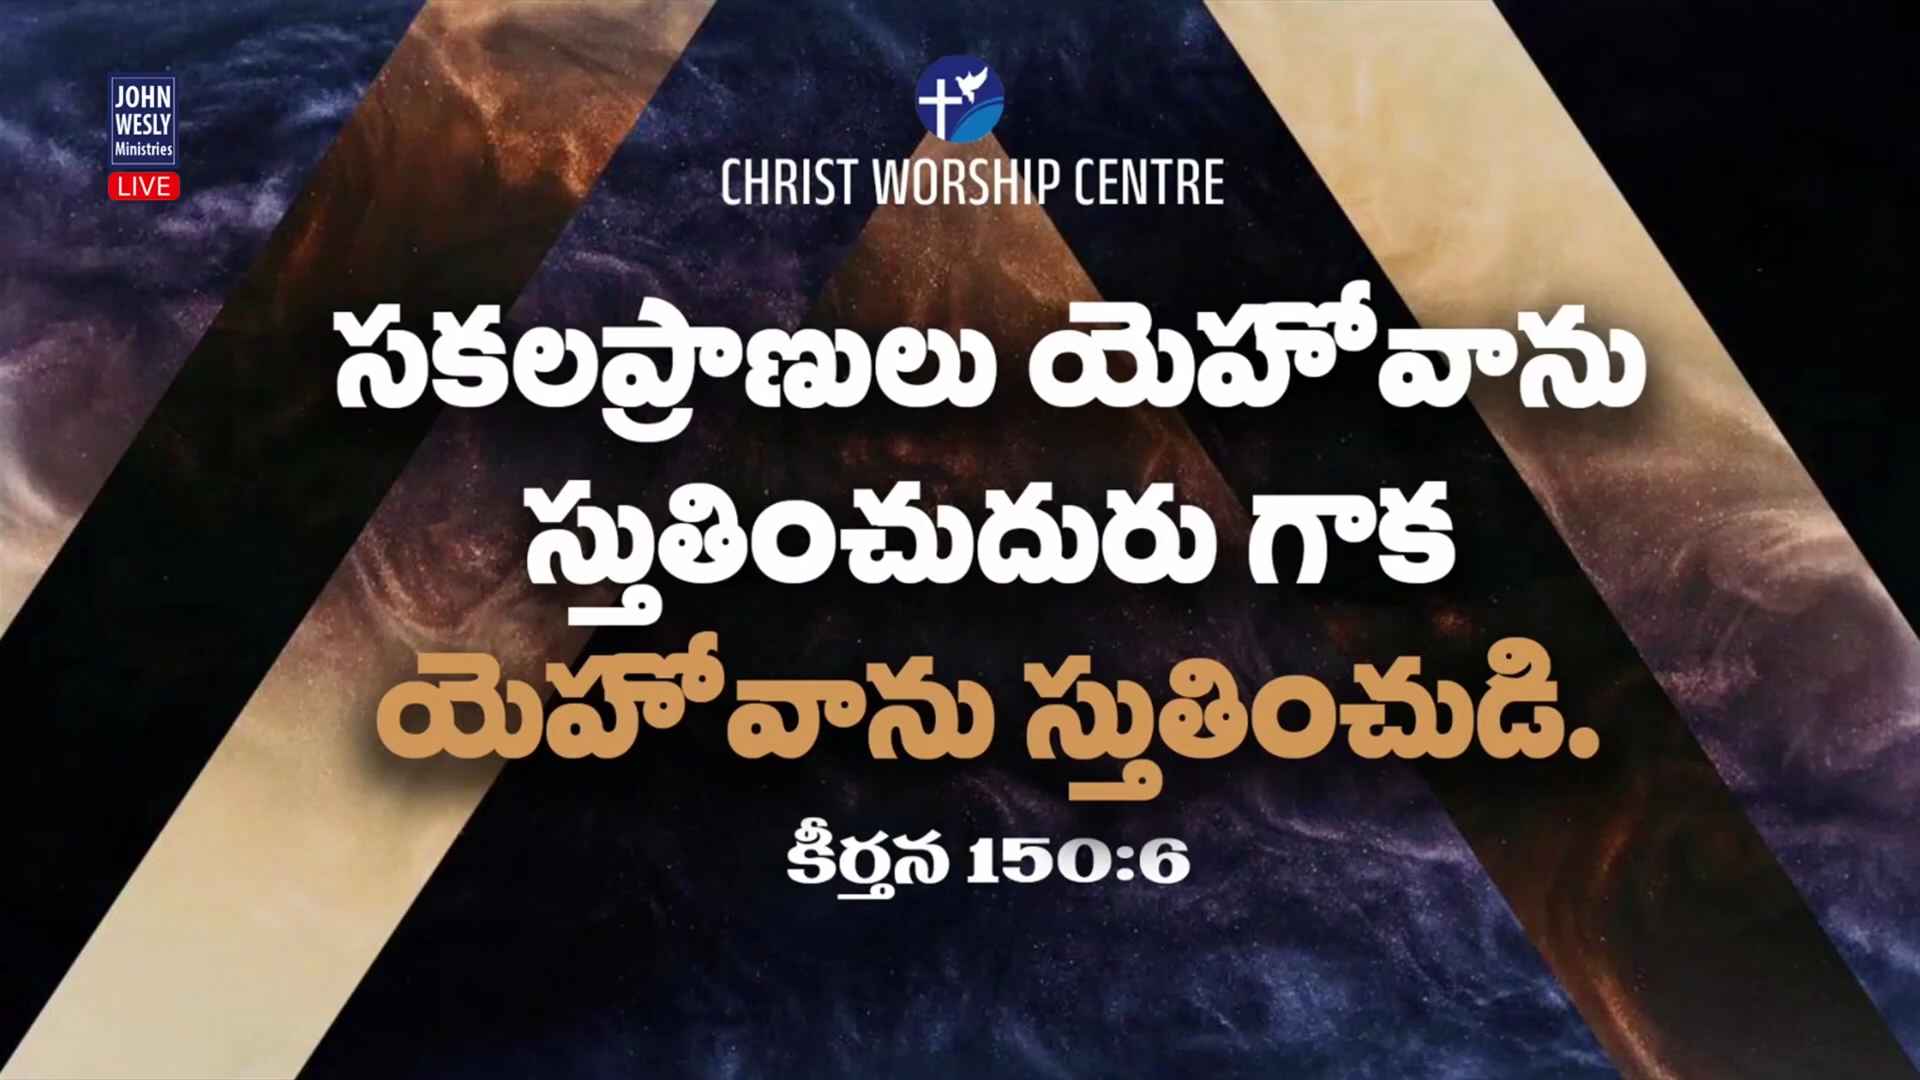 JOHN
WESLY
Ministries
LIVE
CHRIST WORSHIP CENTRE
సకలప్రాణులు యెహోవాను
స్తుతించుదురు గాక
యెహోవాను స్తుతించుడి.
కీర్తన 150:6